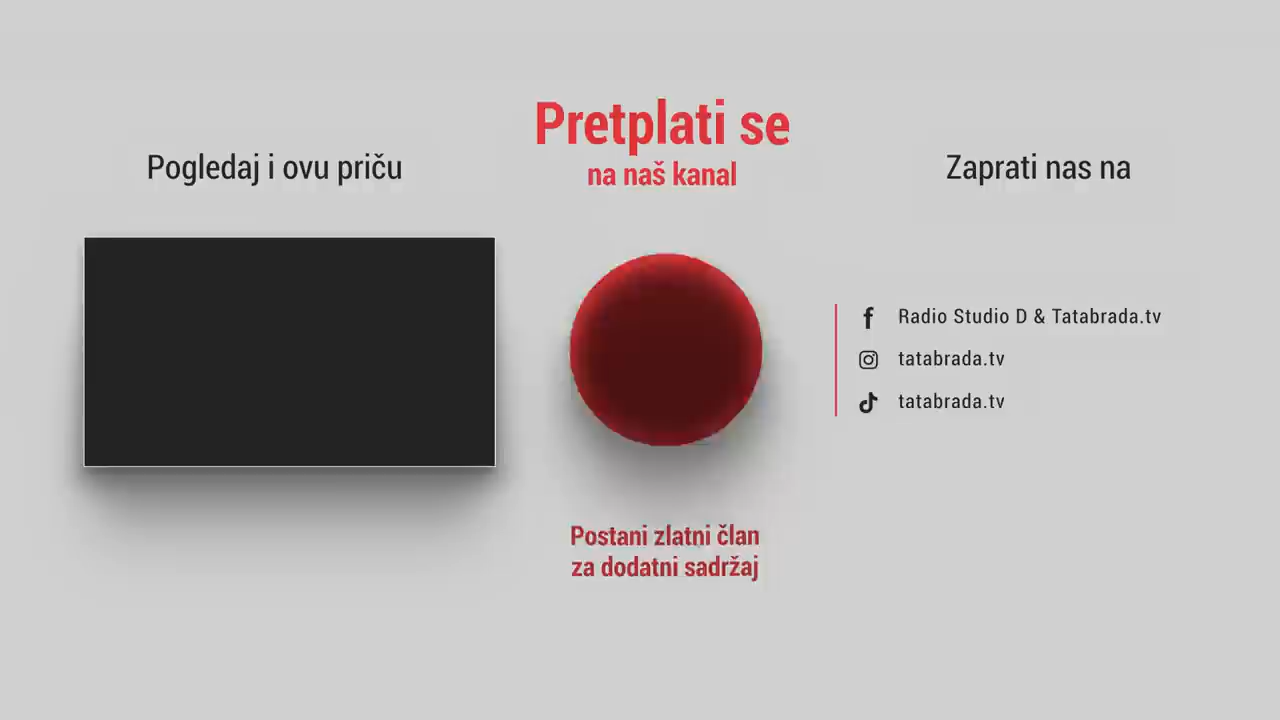 Pogledaj i ovu priču
Pretplati se
na naš kanal
Postani zlatni član
za dodatni sadržaj
Zaprati nas na
Radio Studio D & Tatabrada.tv
tatabrada.tv
tatabrada.tv